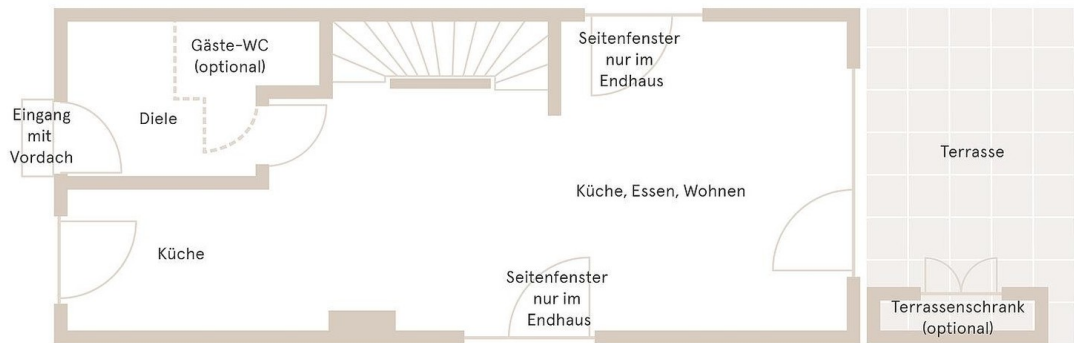 Gäste-WC
(optional)
Seitenfenster
nur im
Endhaus
Eingang
mit
Vordach
Diele
Terrasse
Küche, Essen, Wohnen
Küche
Seitenfenster
nur im
Endhaus
Terrassenschrank
(optional)